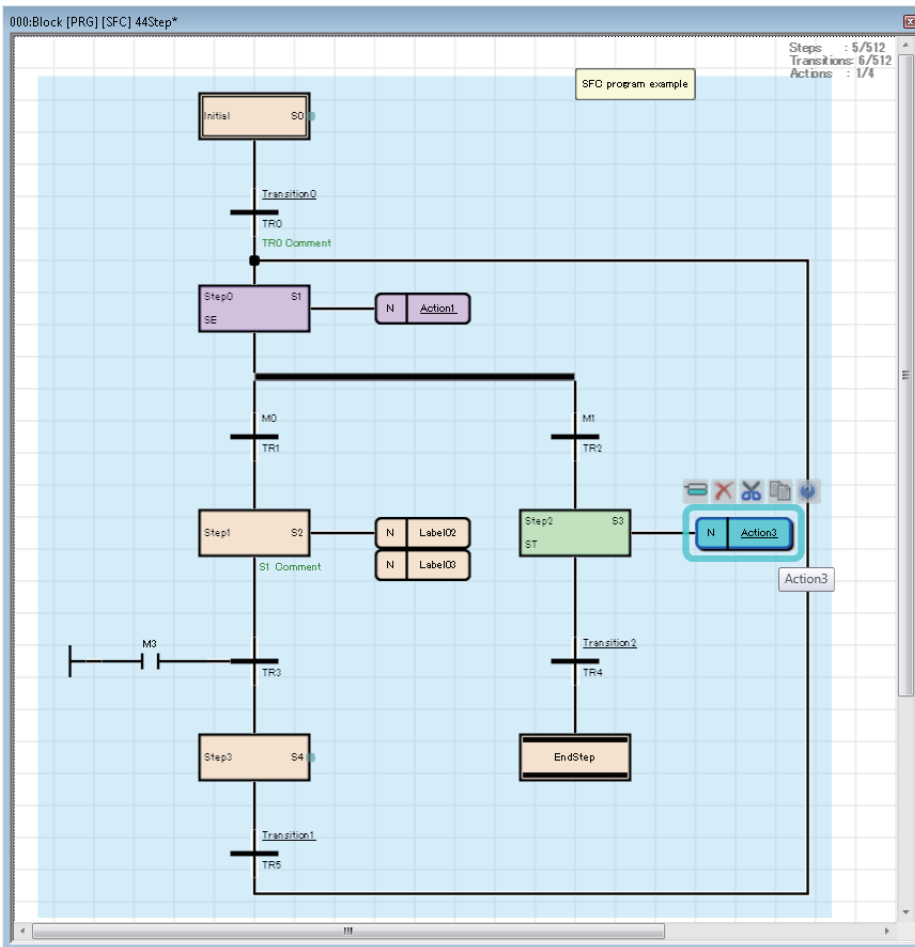 000:Block [PRG] [SFC] 44Step*
Steps : 5/512
Transitions: 6/512
Actions : 1/4
SFC program example
Initial S0
Transition0
TR0
TR0 Comment
Step0 S1
SE
N Action1
M0
TR1
M1
TR2
Step1 S2
N Label02
N Label03
S1 Comment
Step2 S3
ST
N Action3
Action3
M3
TR3
Transition2
TR4
Step3 S4
EndStep
Transition1
TR5